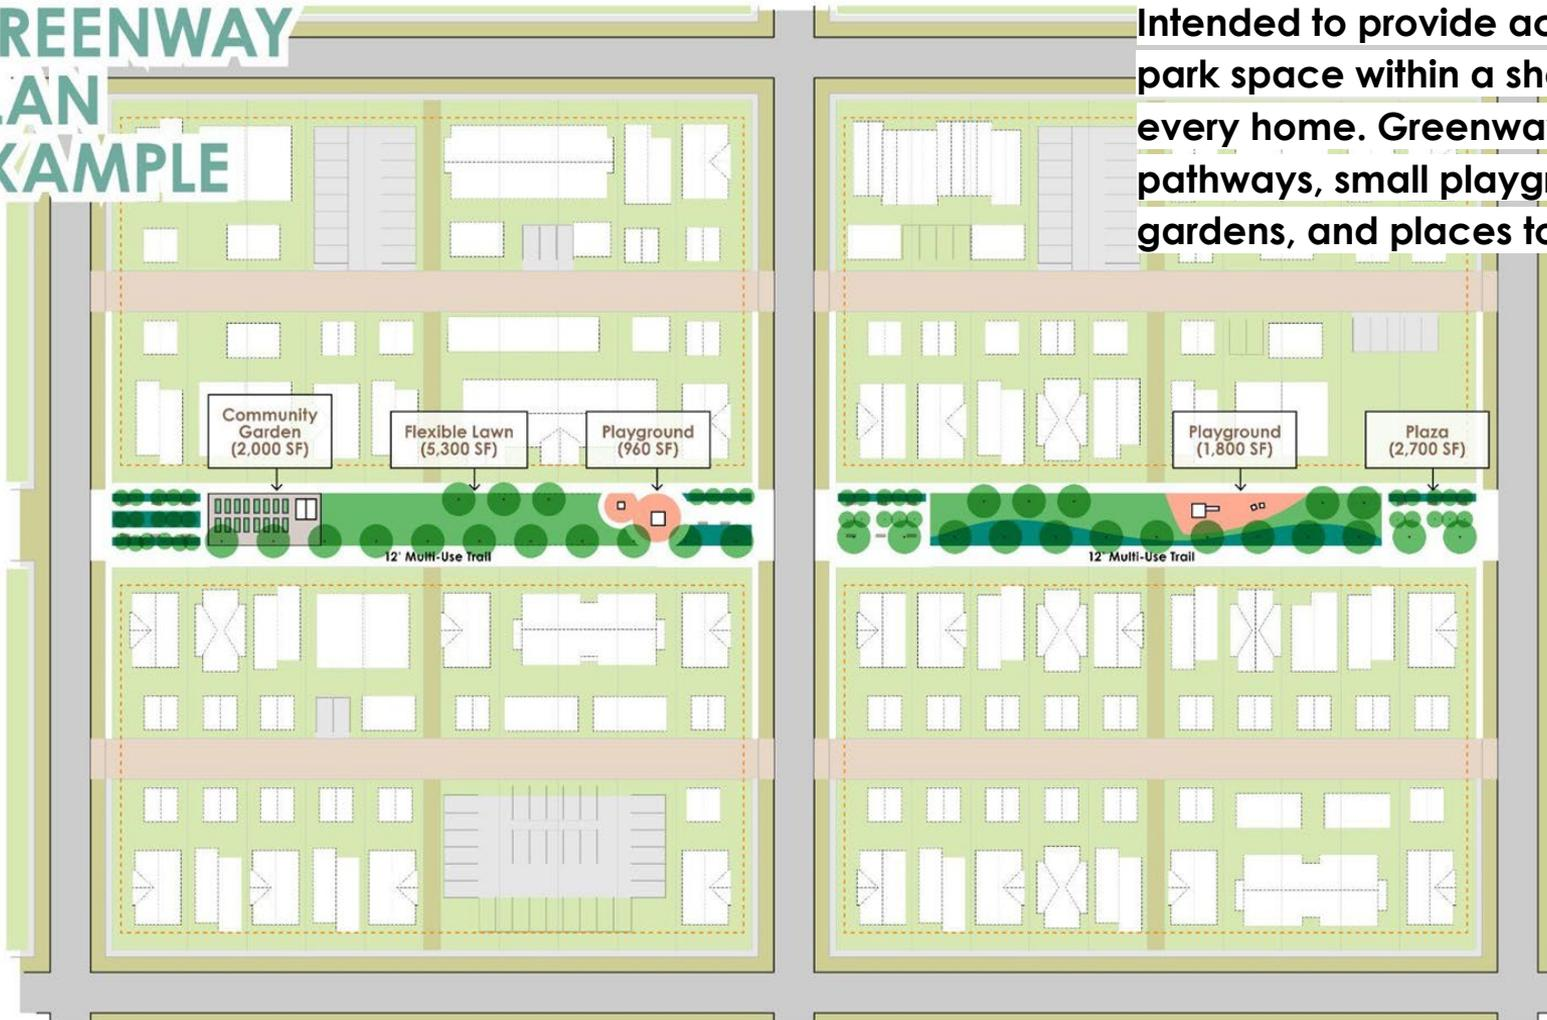 REENWAY
AN
XAMPLE
Intended to provide ac
park space within a sh
every home. Greenwa
pathways, small playg
gardens, and places to
Community
Garden
(2,000 SF)
Flexible Lawn
(5,300 SF)
Playground
(960 SF)
Playground
(1,800 SF)
Plaza
(2,700 SF)
12' Multi-Use Trail
12' Multi-Use Trail